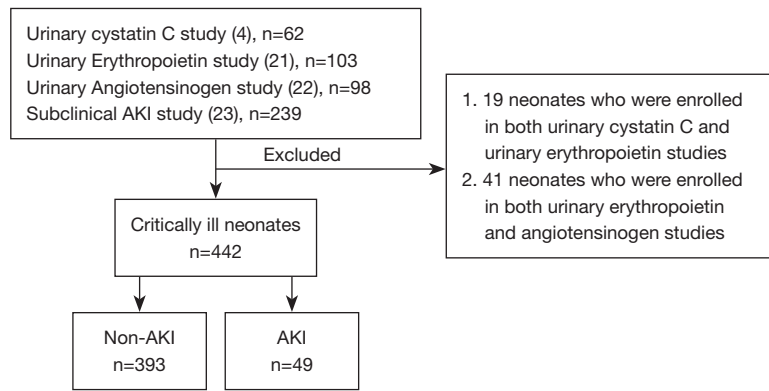 Urinary cystatin C study (4), n=62
Urinary Erythropoietin study (21), n=103
Urinary Angiotensinogen study (22), n=98
Subclinical AKI study (23), n=239
Excluded
1. 19 neonates who were enrolled
in both urinary cystatin C and
urinary erythropoietin studies
2. 41 neonates who were enrolled
in both urinary erythropoietin
and angiotensinogen studies
Critically ill neonates
n=442
Non-AKI
n=393
AKI
n=49